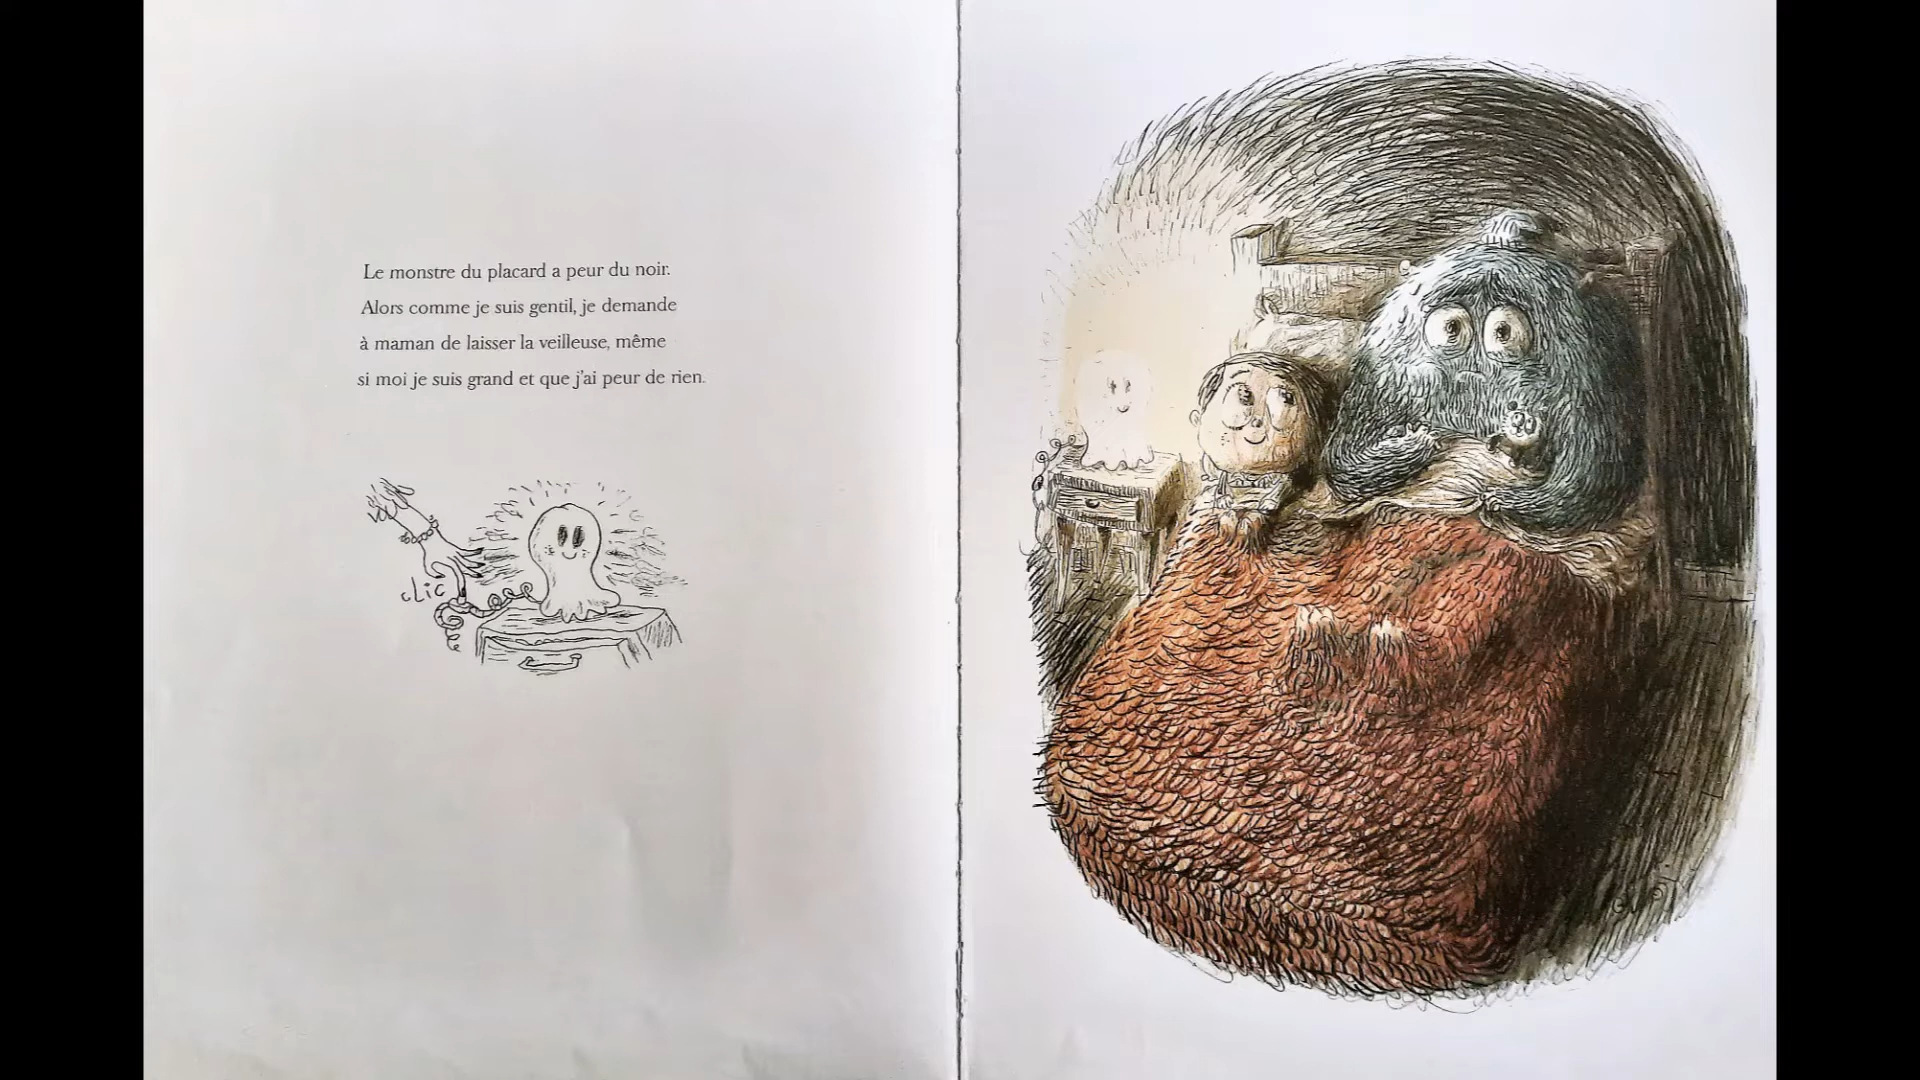 Le monstre du placard a peur du noir.
Alors comme je suis gentil, je demande
à maman de laisser la veilleuse, même
si moi je suis grand et que j'ai peur de rien.
CLIC